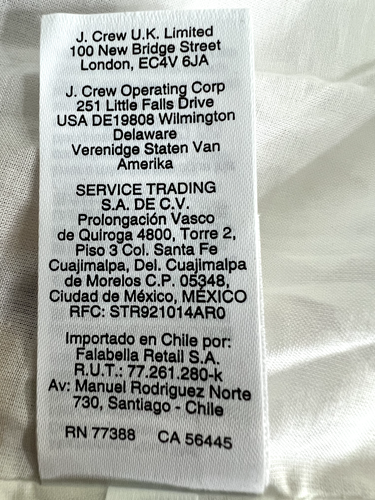 J. Crew U.K. Limited
100 New Bridge Street
London, EC4V 6JA
J. Crew Operating Corp
251 Little Falls Drive
USA DE19808 Wilmington
Delaware
Verenidge Staten Van
Amerika
SERVICE TRADING
S.A. DE C.V.
Prolongación Vasco
de Quiroga 4800, Torre 2,
Piso 3 Col. Santa Fe
Cuajimalpa, Del. Cuajimalpa
de Morelos C.P. 05348,
Ciudad de México, MÉXICO
RFC: STR921014AR0
Importado en Chile por:
Falabella Retail S.A.
R.U.T.: 77.261.280-k
Av: Manuel Rodriguez Norte
730, Santiago - Chile
RN 77388 CA 56445